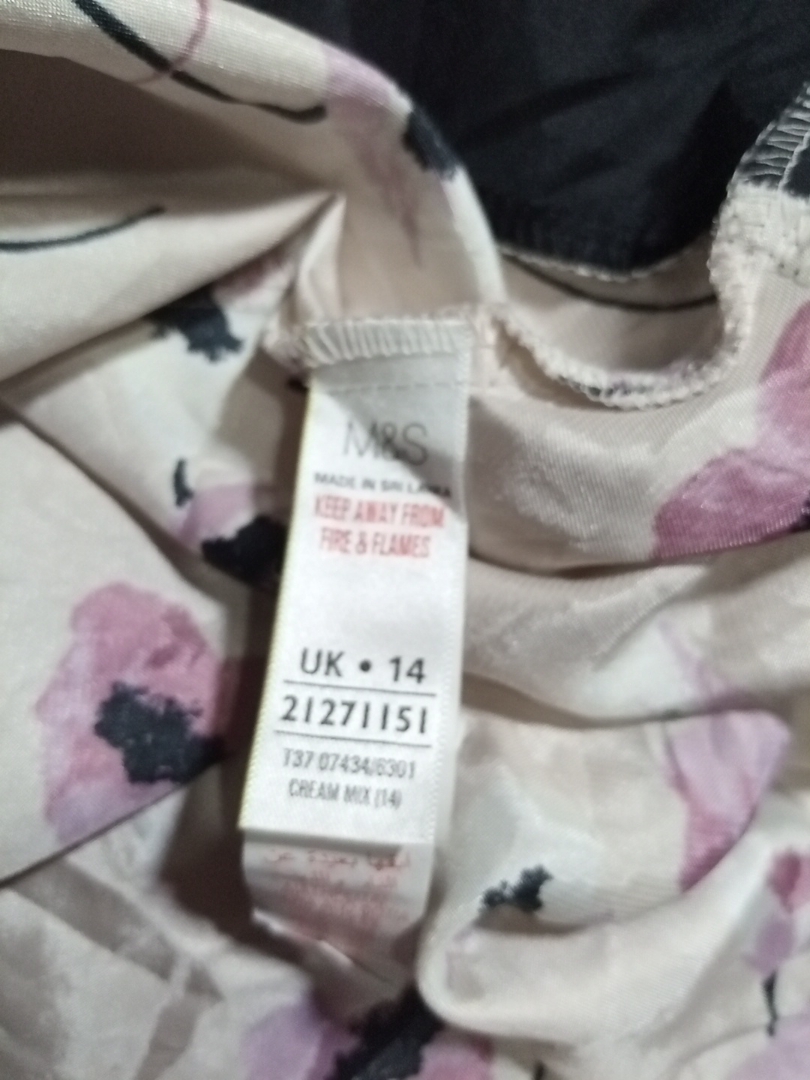 M&S
MADE IN SRI LANKA
KEEP AWAY FROM
FIRE & FLAMES
UK • 14
21271151
T37 07434/6301
CREAM MIX (14)